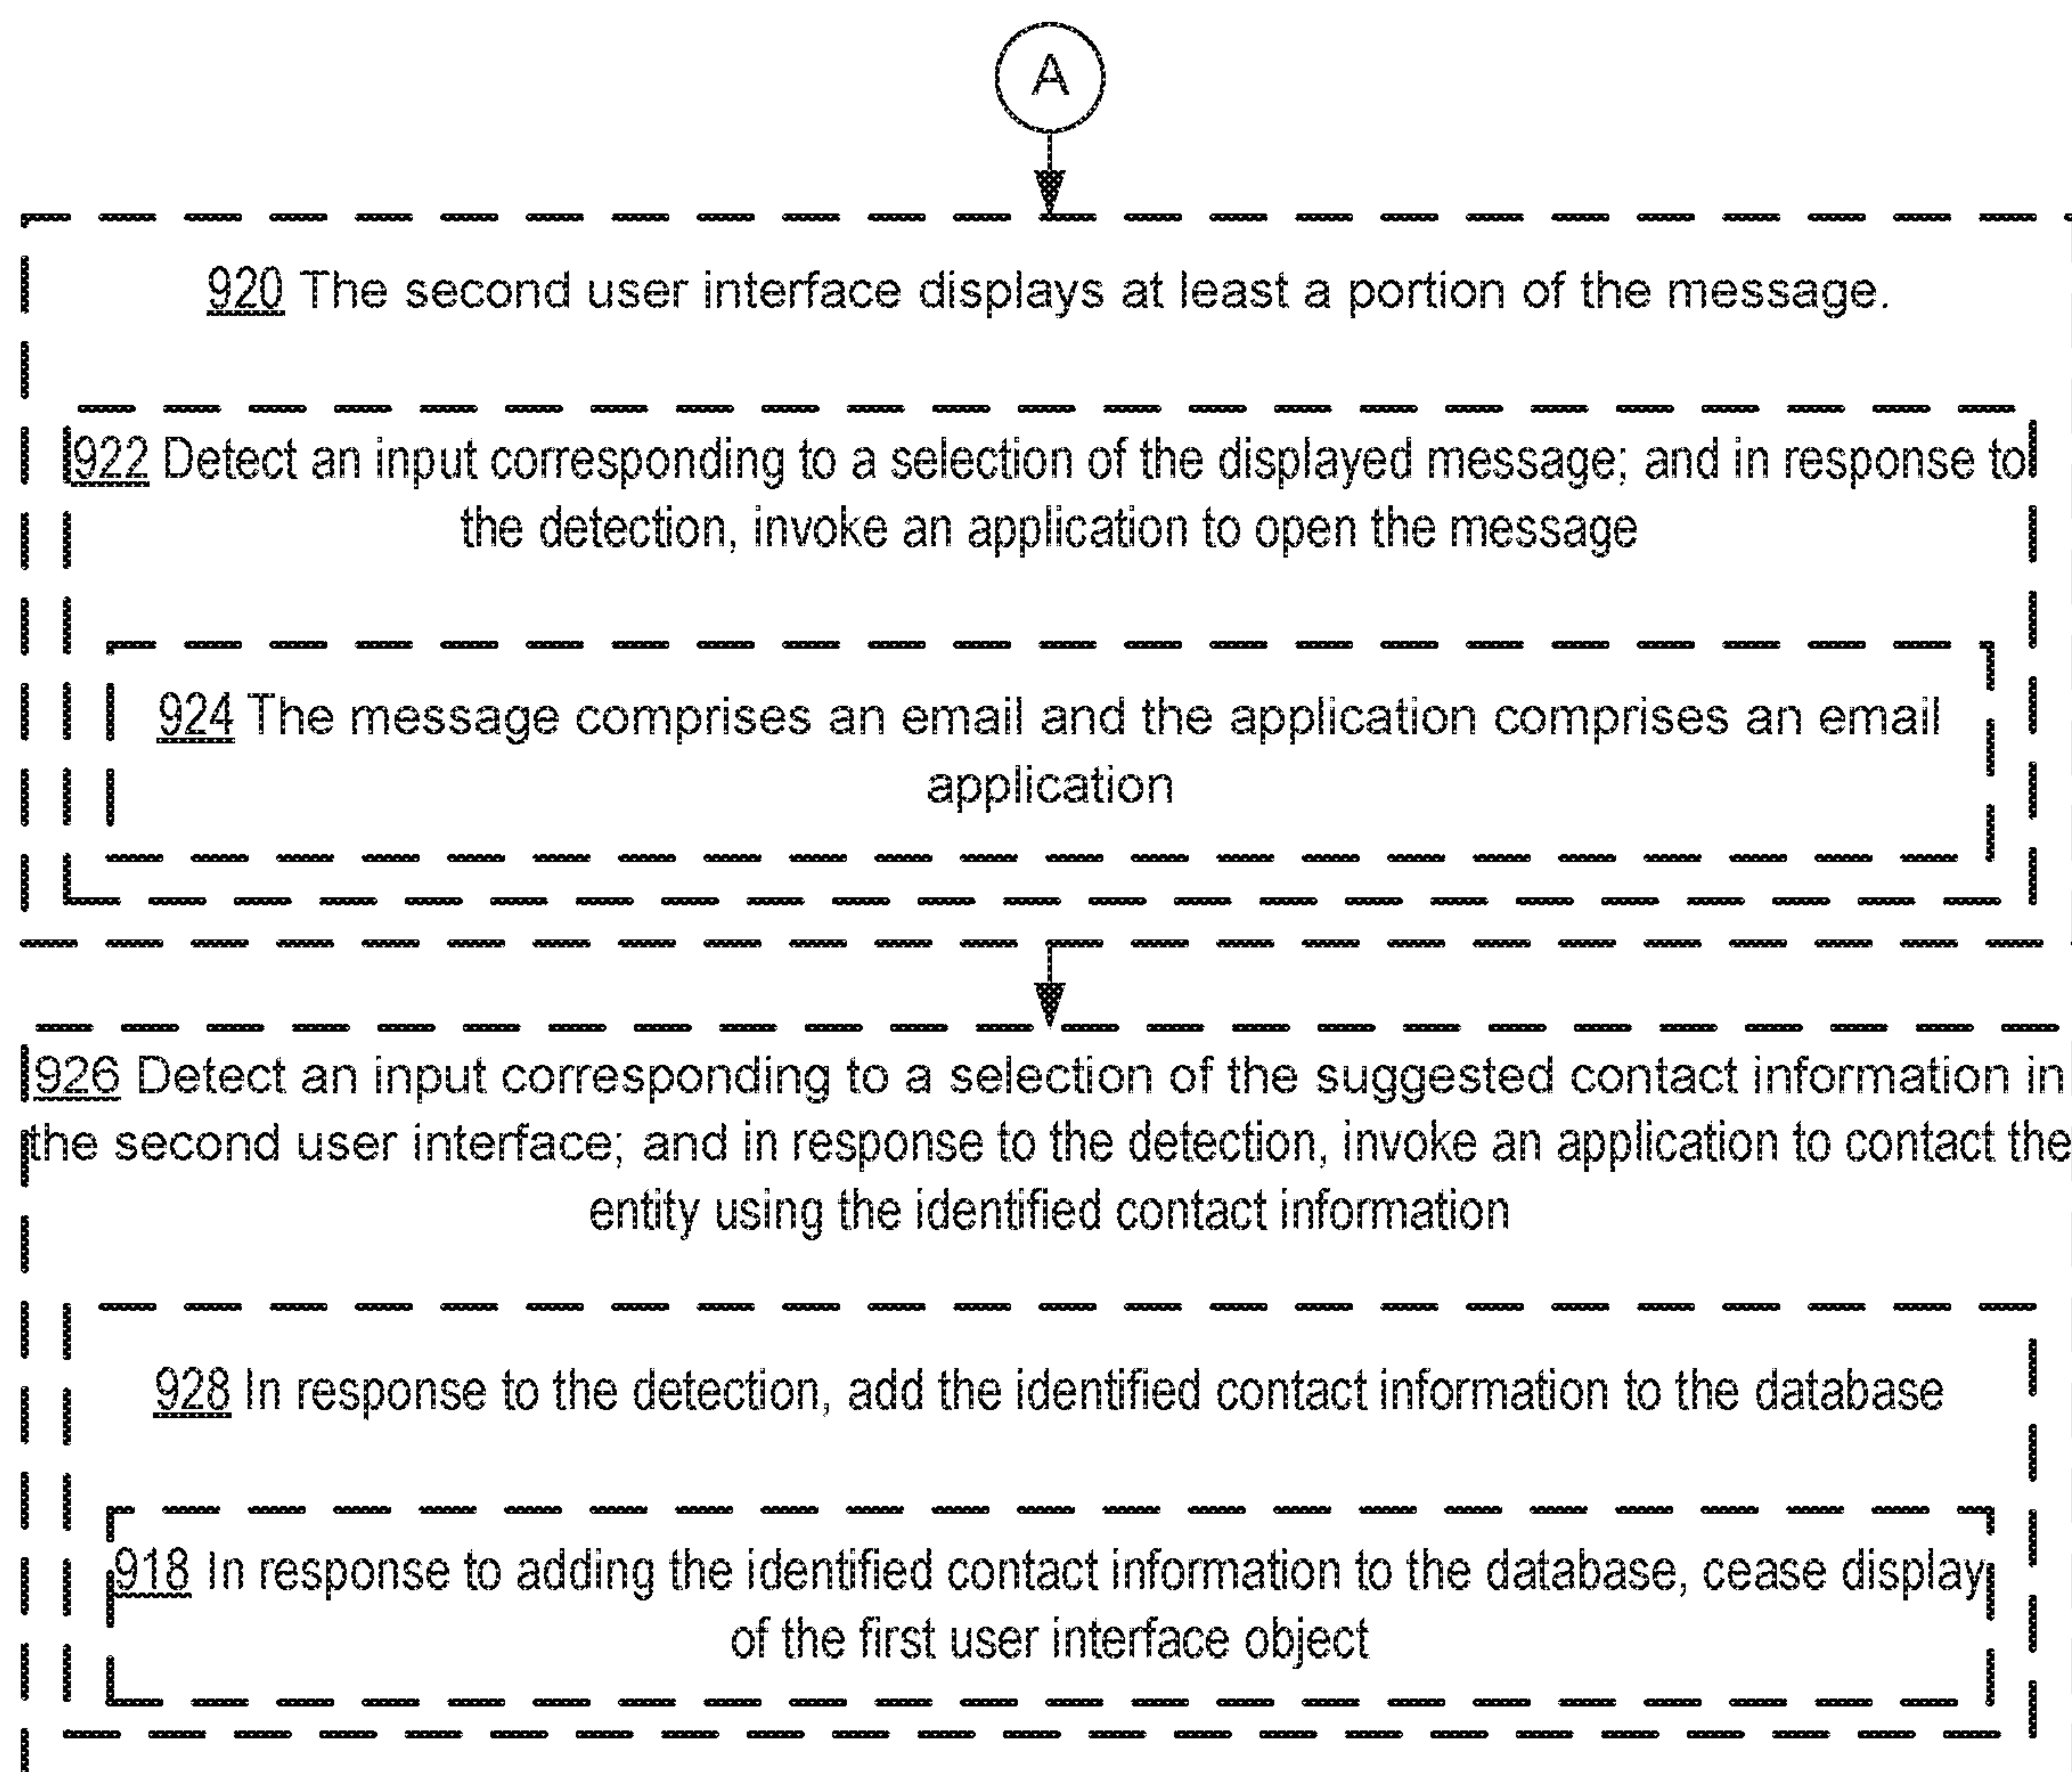 A
920 The second user interface displays at least a portion of the message.
922 Detect an input corresponding to a selection of the displayed message; and in response to
the detection, invoke an application to open the message
924 The message comprises an email and the application comprises an email
application
926 Detect an input corresponding to a selection of the suggested contact information in
the second user interface; and in response to the detection, invoke an application to contact the
entity using the identified contact information
928 In response to the detection, add the identified contact information to the database
918 In response to adding the identified contact information to the database, cease display
of the first user interface object